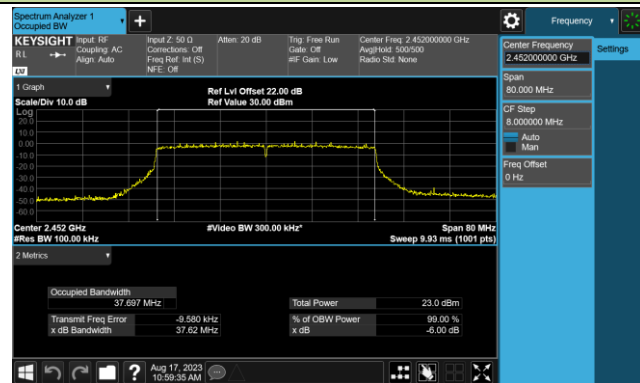 Spectrum Analyzer 1
Occupied BW
Frequency
KEYSIGHT
RL
Input: RF
Coupling: AC
Align: Auto
Input Z: 50 Ω
Corrections: Off
Freq Ref: Int (S)
NFE: Off
Atten: 20 dB
Trig: Free Run
Gate: Off
#IF Gain: Low
Center Freq: 2.452000000 GHz
Avg|Hold: 500/500
Radio Std: None
LXI
1 Graph
Scale/Div 10.0 dB
Ref Lvl Offset 22.00 dB
Ref Value 30.00 dBm
Log
20.0
10.0
0.00
-10.0
-20.0
-30.0
-40.0
-50.0
-60.0
Center 2.452 GHz
#Video BW 300.00 kHz*
Span 80 MHz
#Res BW 100.00 kHz
Sweep 9.93 ms (1001 pts)
2 Metrics
Occupied Bandwidth
37.697 MHz
Total Power
23.0 dBm
Transmit Freq Error
-9.580 kHz
% of OBW Power
99.00 %
x dB Bandwidth
37.62 MHz
x dB
-6.00 dB
Center Frequency
2.452000000 GHz
Settings
Span
80.000 MHz
CF Step
8.000000 MHz
Auto
Man
Freq Offset
0 Hz
?
Aug 17, 2023
10:59:35 AM